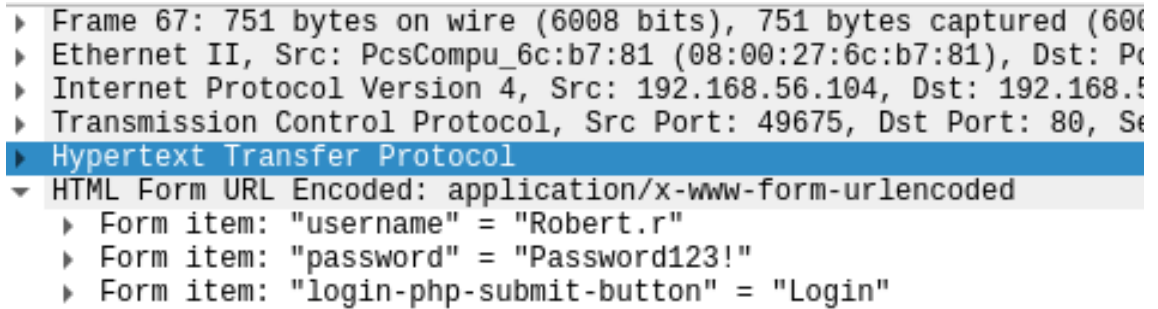 Frame 67: 751 bytes on wire (6008 bits), 751 bytes captured (600
Ethernet II, Src: PcsCompu_6c:b7:81 (08:00:27:6c:b7:81), Dst: Pc
Internet Protocol Version 4, Src: 192.168.56.104, Dst: 192.168.5
Transmission Control Protocol, Src Port: 49675, Dst Port: 80, Se
Hypertext Transfer Protocol
HTML Form URL Encoded: application/x-www-form-urlencoded
Form item: "username" = "Robert.r"
Form item: "password" = "Password123!"
Form item: "login-php-submit-button" = "Login"